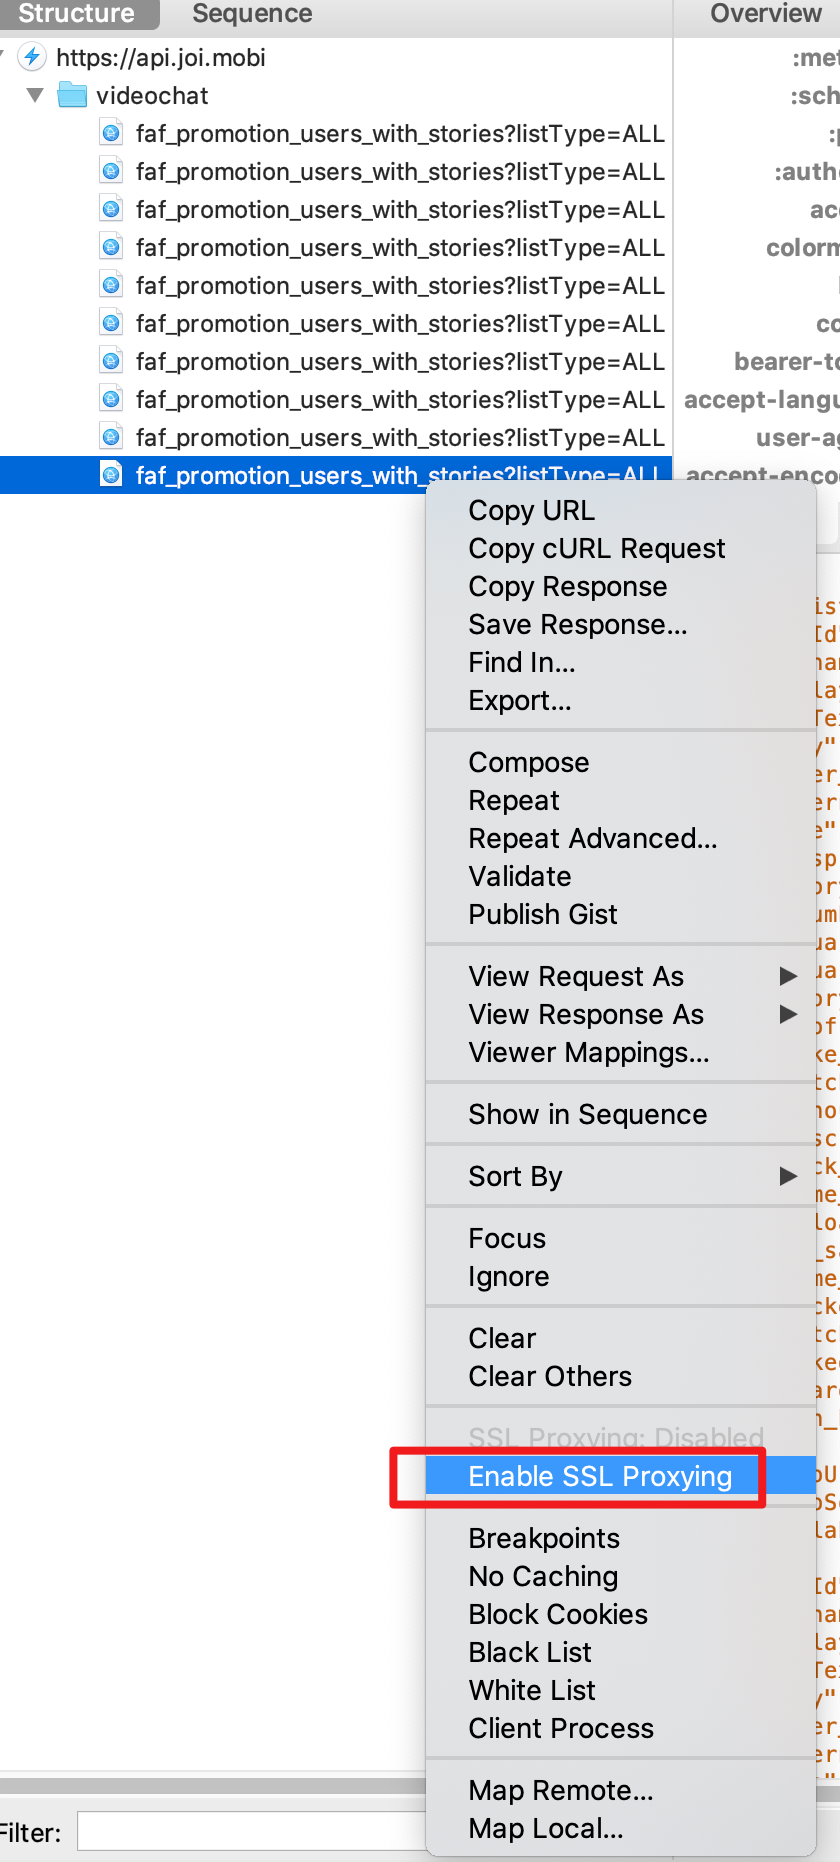 Structure Sequence Overview
https://api.joi.mobi
videochat
faf_promotion_users_with_stories?listType=ALL
faf_promotion_users_with_stories?listType=ALL
faf_promotion_users_with_stories?listType=ALL
faf_promotion_users_with_stories?listType=ALL
faf_promotion_users_with_stories?listType=ALL
faf_promotion_users_with_stories?listType=ALL
faf_promotion_users_with_stories?listType=ALL
faf_promotion_users_with_stories?listType=ALL
faf_promotion_users_with_stories?listType=ALL
faf_promotion_users_with_stories?listType=ALL
:met
:sch
:auth
colorm
bearer-to
accept-langu
user-ag
accept-enco
Copy URL
Copy cURL Request
Copy Response
Save Response...
Find In...
Export...
Compose
Repeat
Repeat Advanced...
Validate
Publish Gist
View Request As
View Response As
Viewer Mappings...
Show in Sequence
Sort By
Focus
Ignore
Clear
Clear Others
SSL Proxying: Disabled
Enable SSL Proxying
Breakpoints
No Caching
Block Cookies
Black List
White List
Client Process
Map Remote...
Map Local...
Filter: